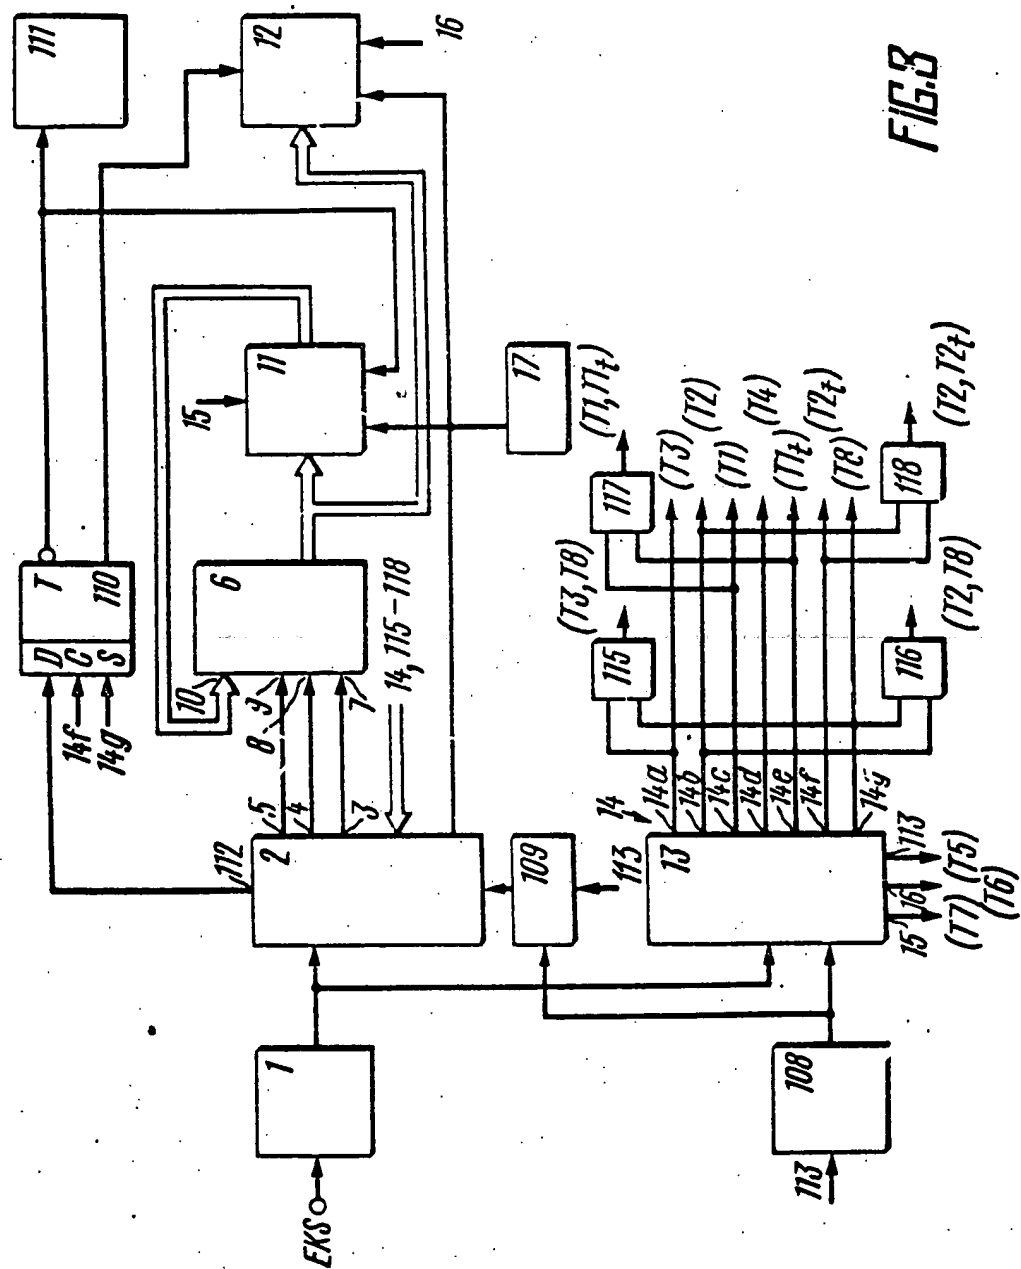 FIG.8
111
12
16
15
11
17
T
110
D
C
S
14f
14g
6
10
9
8
7
14, 115-118
5
4
3
112
2
109
113
1
EKS
108
113
13
14
14a
14b
14c
14d
14e
14f
14g
113
16
15
(T5)
(T6)
(T7)
115
(T3, T8)
116
(T2, T8)
117
(T1, T1t)
118
(T2, T2t)
(T3)
(T2)
(T1)
(T4)
(T1t)
(T2t)
(T8)